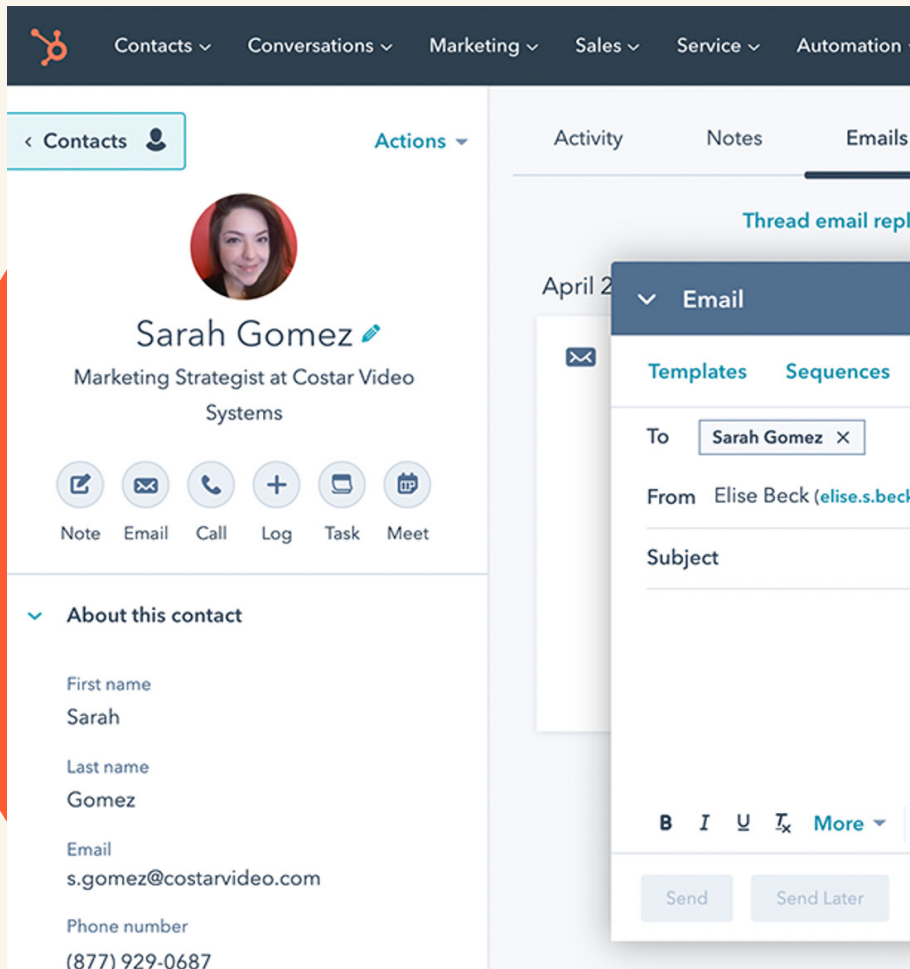 Contacts Conversations Marketing Sales Service Automation
Contacts
Actions
Activity Notes Emails
Sarah Gomez
Marketing Strategist at Costar Video
Systems
Note Email Call Log Task Meet
About this contact
First name
Sarah
Last name
Gomez
Email
s.gomez@costarvideo.com
Phone number
(877) 929-0687
Thread email repl
April 2
Email
Templates Sequences
To Sarah Gomez
From Elise Beck (elise.s.beck
Subject
B I U Tx More
Send Send Later